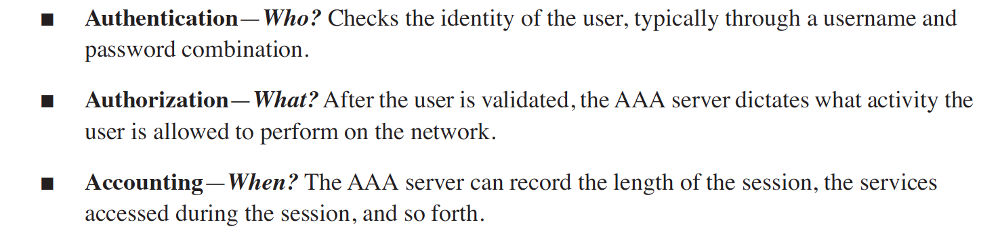 ■ Authentication—Who? Checks the identity of the user, typically through a username and
password combination.
■ Authorization—What? After the user is validated, the AAA server dictates what activity the
user is allowed to perform on the network.
■ Accounting—When? The AAA server can record the length of the session, the services
accessed during the session, and so forth.